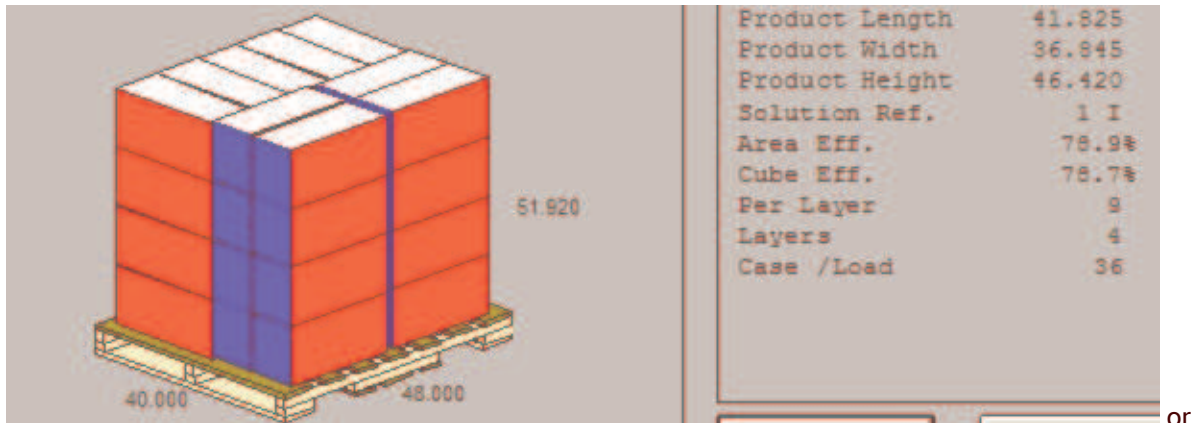 Product Length 41.825
Product Width 36.845
Product Height 46.420
Solution Ref. 1 I
Area Eff. 78.9%
Cube Eff. 78.7%
Per Layer 9
Layers 4
Case /Load 36
51.920
40.000
48.000
or